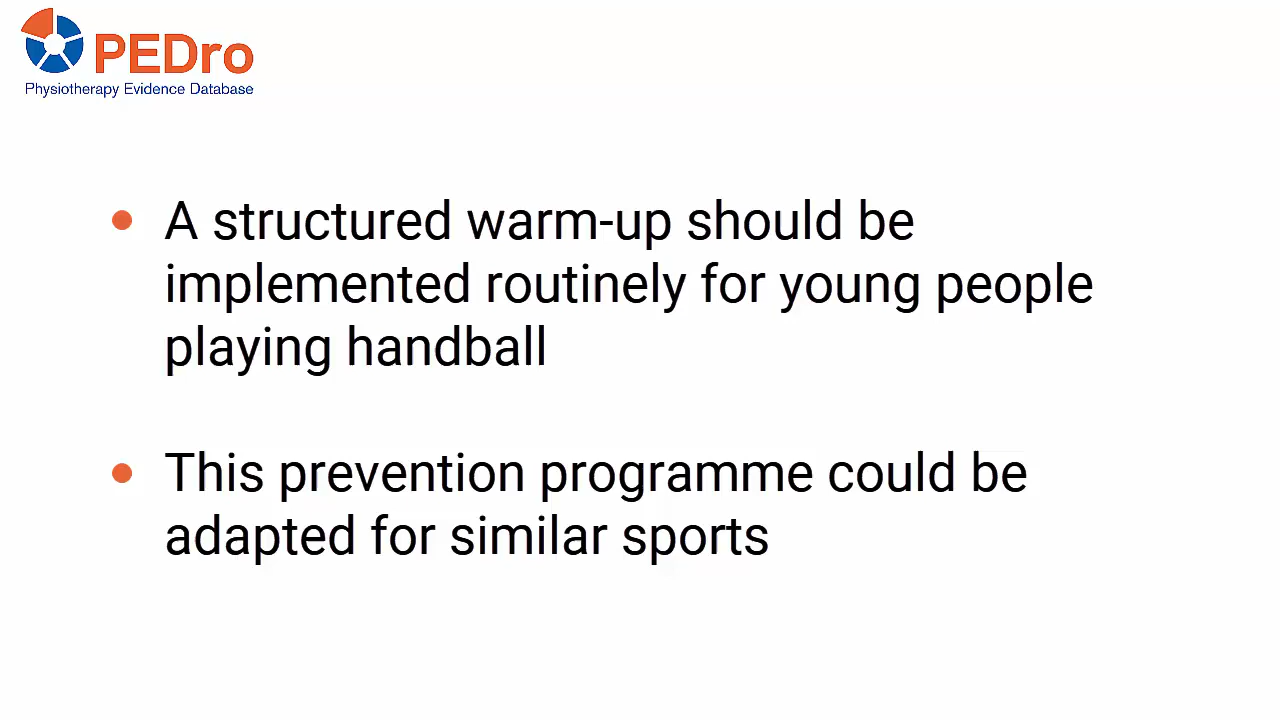 PEDro
Physiotherapy Evidence Database
• A structured warm-up should be
implemented routinely for young people
playing handball
• This prevention programme could be
adapted for similar sports